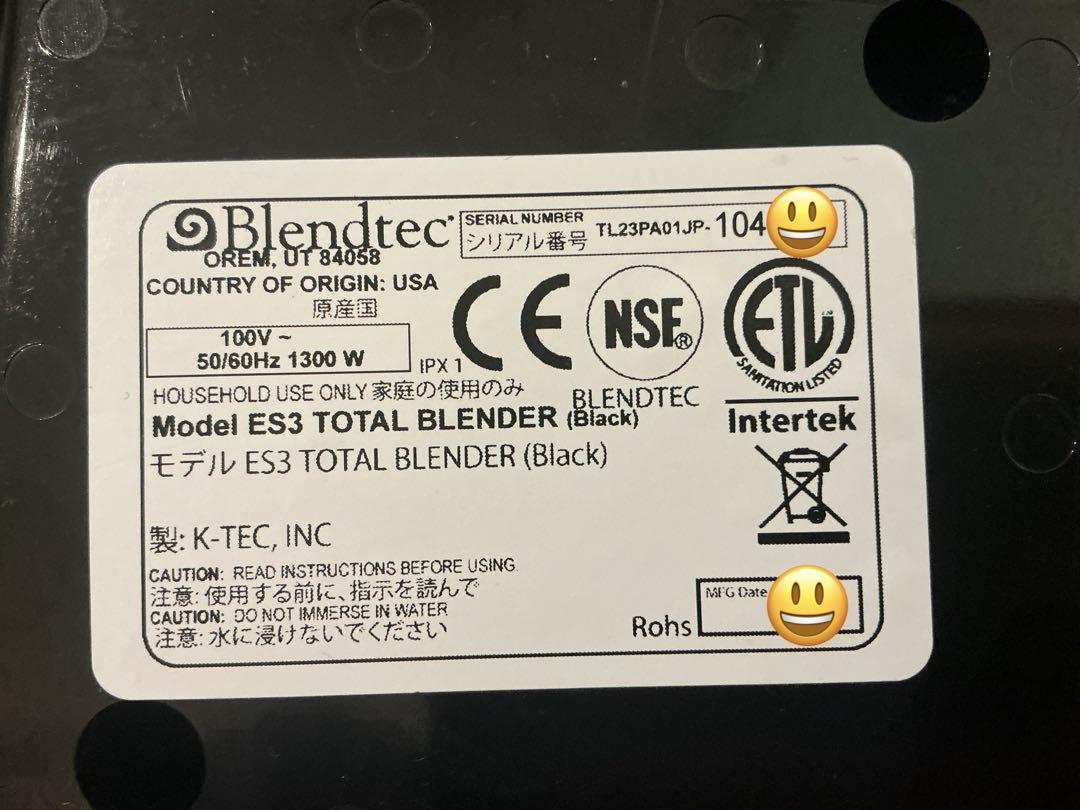 Blendtec
OREM, UT 84058
SERIAL NUMBER
シリアル番号
TL23PA01JP- 104
COUNTRY OF ORIGIN: USA
原産国
100V ~
50/60Hz 1300 W
IPX 1
CE
NSF®
BLENDTEC
ETL
SANITATION LISTED
Intertek
HOUSEHOLD USE ONLY 家庭の使用のみ
Model ES3 TOTAL BLENDER (Black)
モデル ES3 TOTAL BLENDER (Black)
製: K-TEC, INC
CAUTION: READ INSTRUCTIONS BEFORE USING
注意: 使用する前に、指示を読んで
CAUTION: DO NOT IMMERSE IN WATER
注意: 水に浸けないでください
Rohs
MFG Date